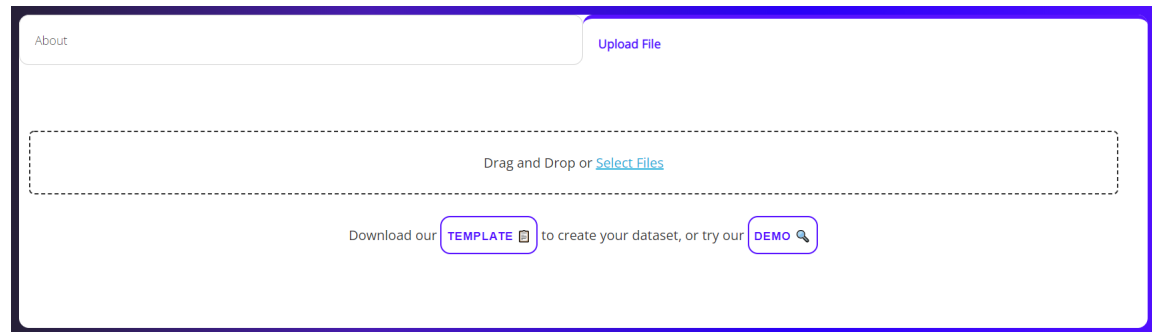 About
Upload File
Drag and Drop or Select Files
Download our TEMPLATE 📋 to create your dataset, or try our DEMO 🔍